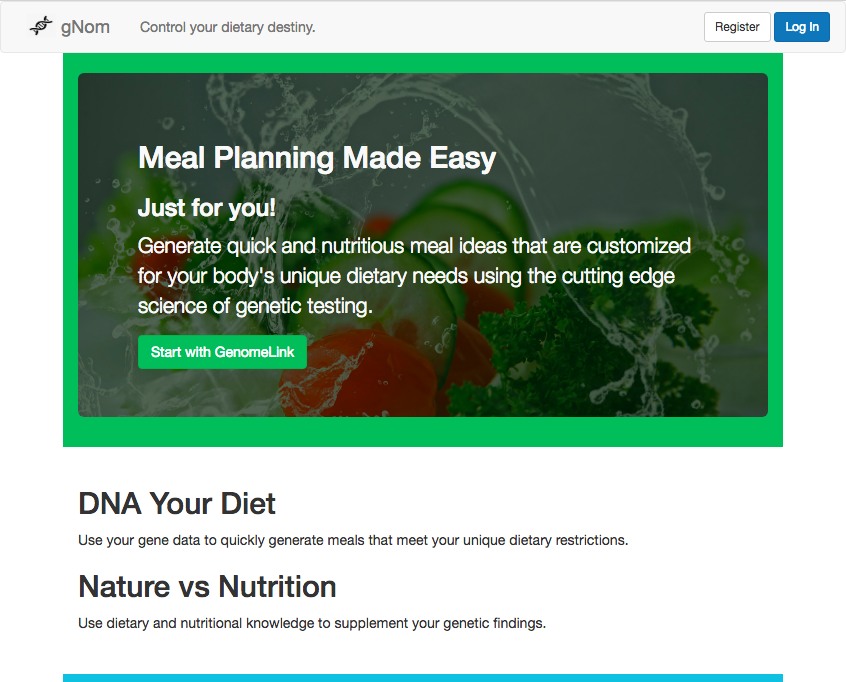 gNom
Control your dietary destiny.
Register
Log In
Meal Planning Made Easy
Just for you!
Generate quick and nutritious meal ideas that are customized
for your body's unique dietary needs using the cutting edge
science of genetic testing.
Start with GenomeLink
DNA Your Diet
Use your gene data to quickly generate meals that meet your unique dietary restrictions.
Nature vs Nutrition
Use dietary and nutritional knowledge to supplement your genetic findings.